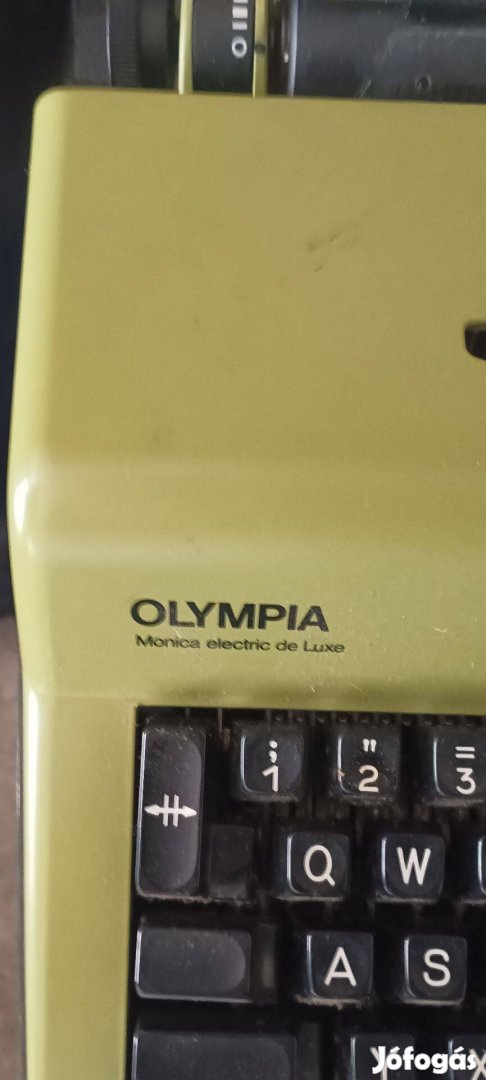 OLYMPIA
Monica electric de Luxe
; " =
1 2 3
Q W
A S
X
Jófogás